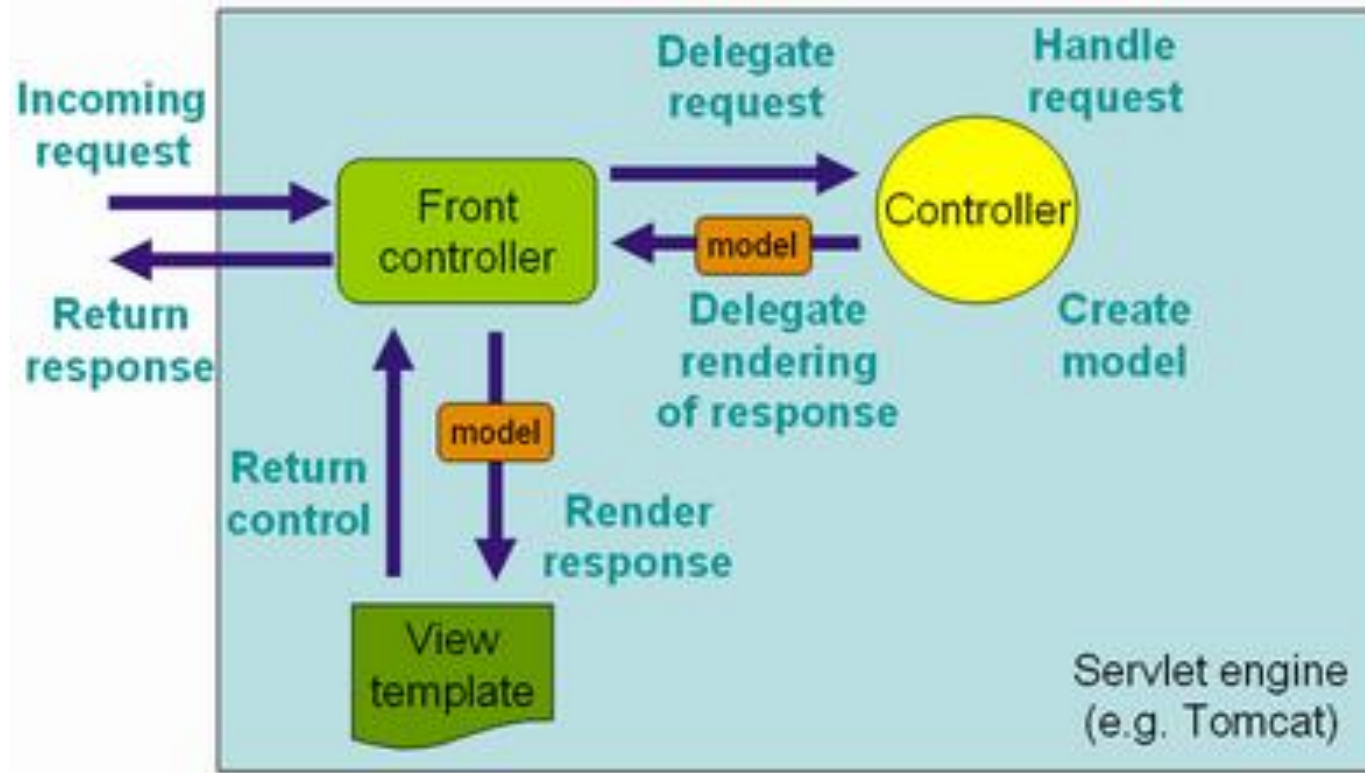 Incoming
request
Return
response
Delegate
request
Handle
request
Front
controller
Controller
model
Delegate
rendering
of response
Create
model
model
Return
control
Render
response
View
template
Servlet engine
(e.g. Tomcat)